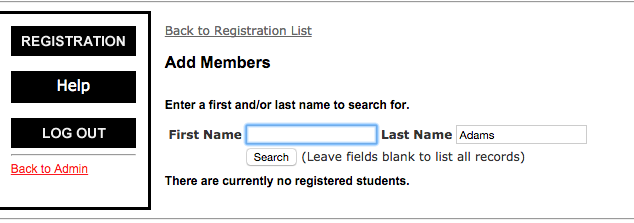 REGISTRATION
Help
LOG OUT
Back to Admin
Back to Registration List
Add Members
Enter a first and/or last name to search for.
First Name Last Name Adams
Search (Leave fields blank to list all records)
There are currently no registered students.